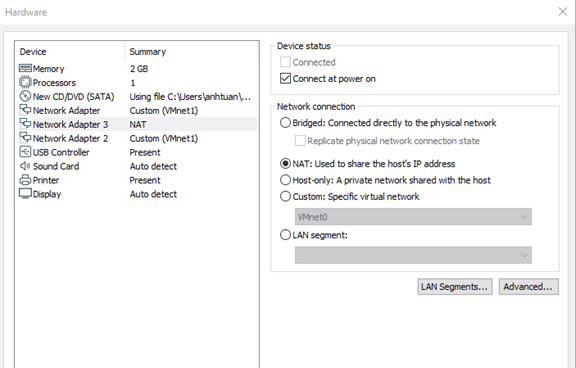 Hardware
Device Summary
Memory 2 GB
Processors 1
New CD/DVD (SATA) Using file C:\Users\anhtuan\...
Network Adapter Custom (VMnet1)
Network Adapter 3 NAT
Network Adapter 2 Custom (VMnet1)
USB Controller Present
Sound Card Auto detect
Printer Present
Display Auto detect
Device status
Connected
Connect at power on
Network connection
Bridged: Connected directly to the physical network
Replicate physical network connection state
NAT: Used to share the host's IP address
Host-only: A private network shared with the host
Custom: Specific virtual network
VMnet0
LAN segment:
LAN Segments... Advanced...